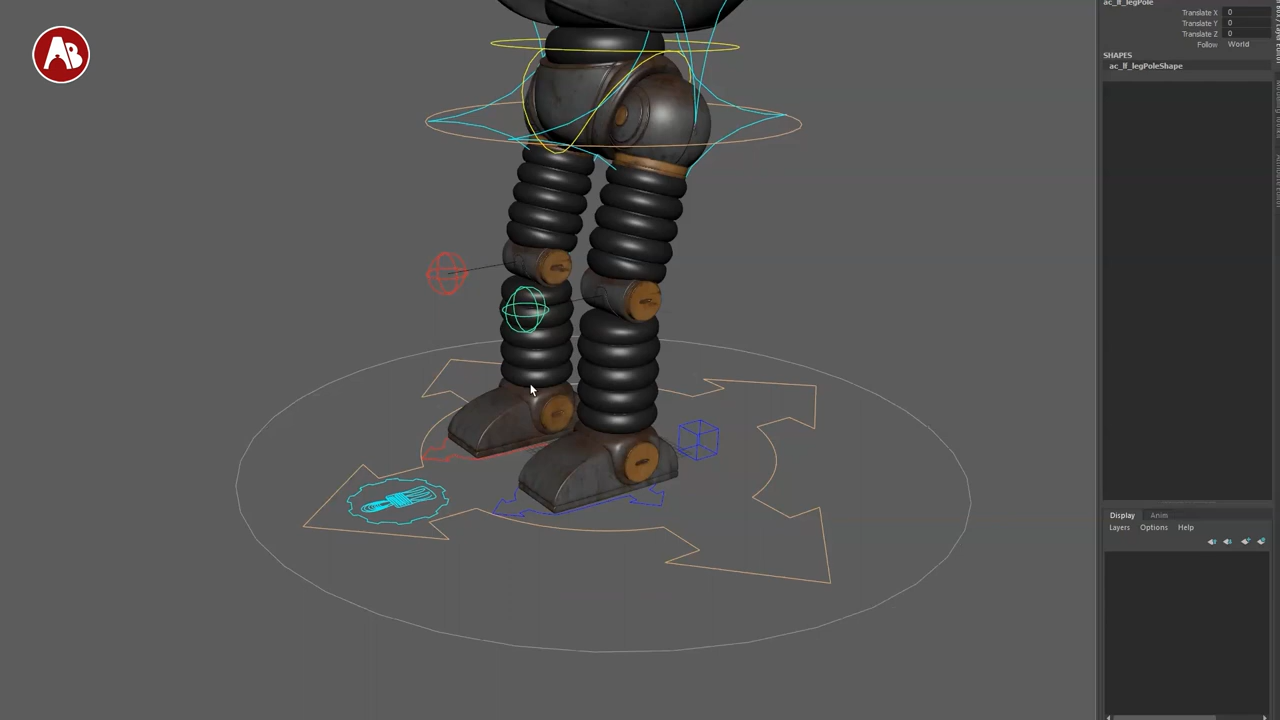 AB
ac_lf_legPole
Translate X 0
Translate Y 0
Translate Z 0
Follow World
SHAPES
ac_lf_legPoleShape
Display Anim
Layers Options Help